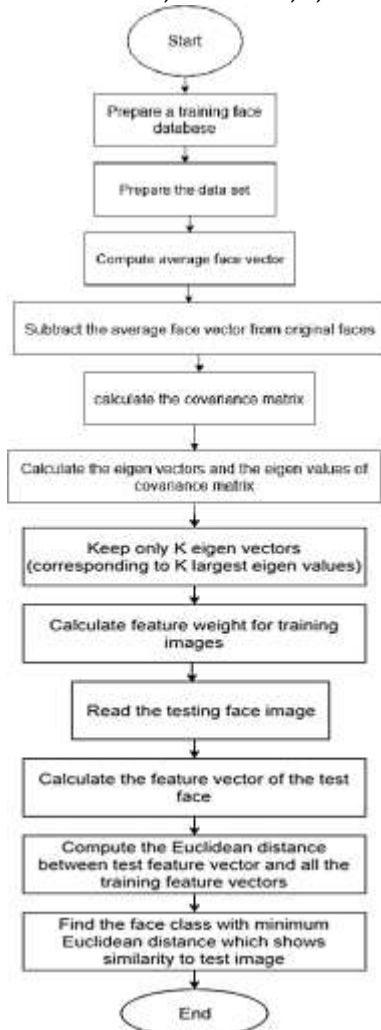 Start
Prepare a training face
database
Prepare the data set
Compute average face vector
Subtract the average face vector from original faces
calculate the covariance matrix
Calculate the eigen vectors and the eigen values of
covariance matrix
Keep only K eigen vectors
(corresponding to K largest eigen values)
Calculate feature weight for training
images
Read the testing face image
Calculate the feature vector of the test
face
Compute the Euclidean distance
between test feature vector and all the
training feature vectors
Find the face class with minimum
Euclidean distance which shows
similarity to test image
End